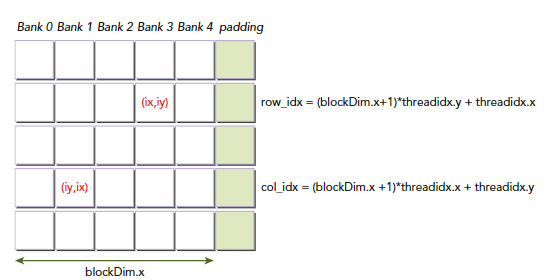 Bank 0 Bank 1 Bank 2 Bank 3 Bank 4 padding
(ix,iy)
row_idx = (blockDim.x+1)*threadidx.y + threadidx.x
(iy,ix)
col_idx = (blockDim.x +1)*threadidx.x + threadidx.y
blockDim.x